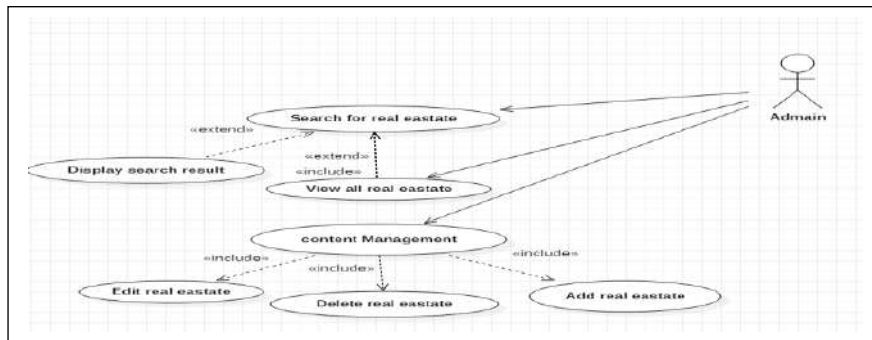 Search for real eastate
«extend»
Admain
Display search result
«extend»
«include»
View all real eastate
content Management
«include»
«include»
«include»
Edit real eastate
Delete real eastate
Add real eastate